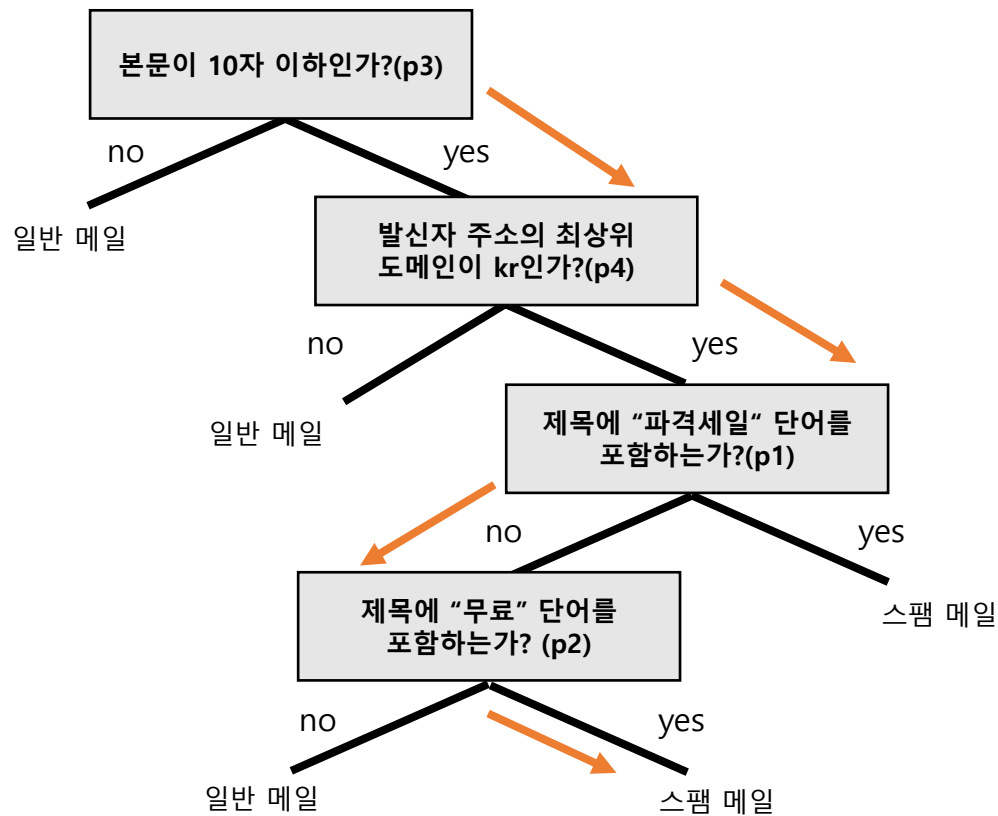 본문이 10자 이하인가?(p3)
no
yes
일반 메일
발신자 주소의 최상위
도메인이 kr인가?(p4)
no
yes
일반 메일
제목에 “파격세일“ 단어를
포함하는가?(p1)
no
yes
제목에 “무료” 단어를
포함하는가? (p2)
스팸 메일
no
yes
일반 메일
스팸 메일